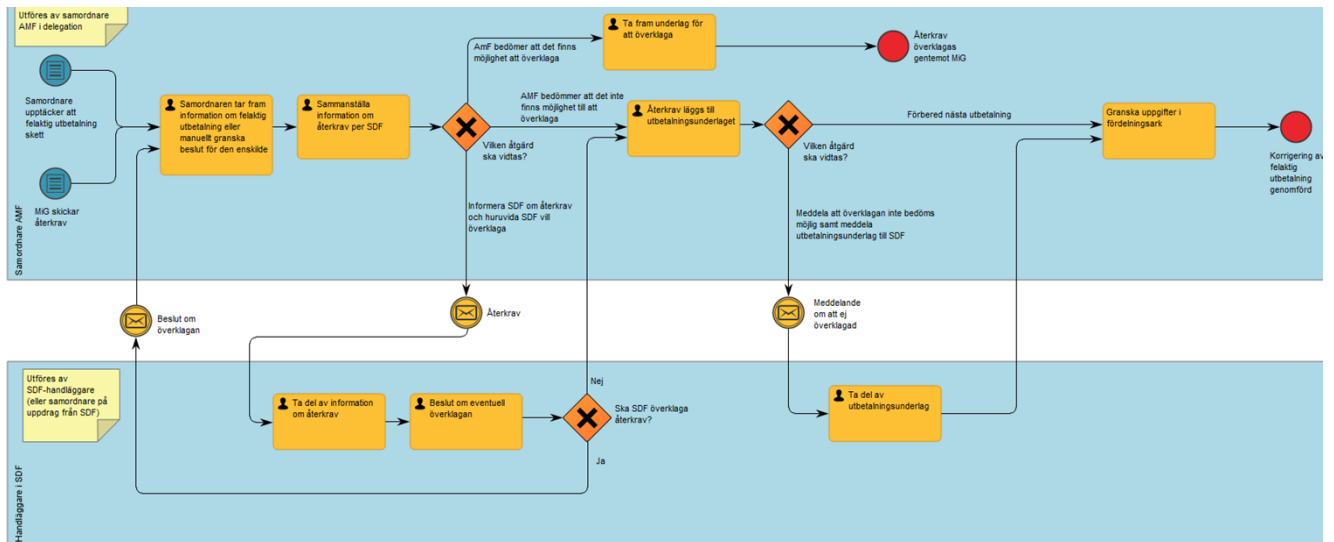 Utföres av samordnare
AMF i delegation
Samordnare
upptäcker att
felaktig utbetalning
skett
MiG skickar
återkrav
Samordnaren tar fram
information om felaktig
utbetalning eller
manuellt granska
beslut för den enskilde
Sammanställa
information om
återkrav per SDF
Vilken åtgärd
ska vidtas?
AmF bedömer att det finns
möjlighet att överklaga
Ta fram underlag för
att överklaga
Återkrav
överklagas
gentemot MiG
AMF bedömmer att det inte
finns möjlighet till att
överklaga
Återkrav läggs till
utbetalningsunderlaget
Vilken åtgärd
ska vidtas?
Förbered nästa utbetalning
Granska uppgifter i
fördelningsark
Korrigering av
felaktig
utbetalning
genomförd
Informera SDF om återkrav
och huruvida SDF vill
överklaga
Meddela att överklagan inte bedöms
möjlig samt meddela
utbetalningsunderlag till SDF
Samordnare AMF
Beslut om
överklagan
Återkrav
Meddelande
om att ej
överklagad
Utföres av
SDF-handläggare
(eller samordnare på
uppdrag från SDF)
Ta del av information
om återkrav
Beslut om eventuell
överklagan
Nej
Ska SDF överklaga
återkrav?
Ja
Ta del av
utbetalningsunderlag
Handläggare i SDF